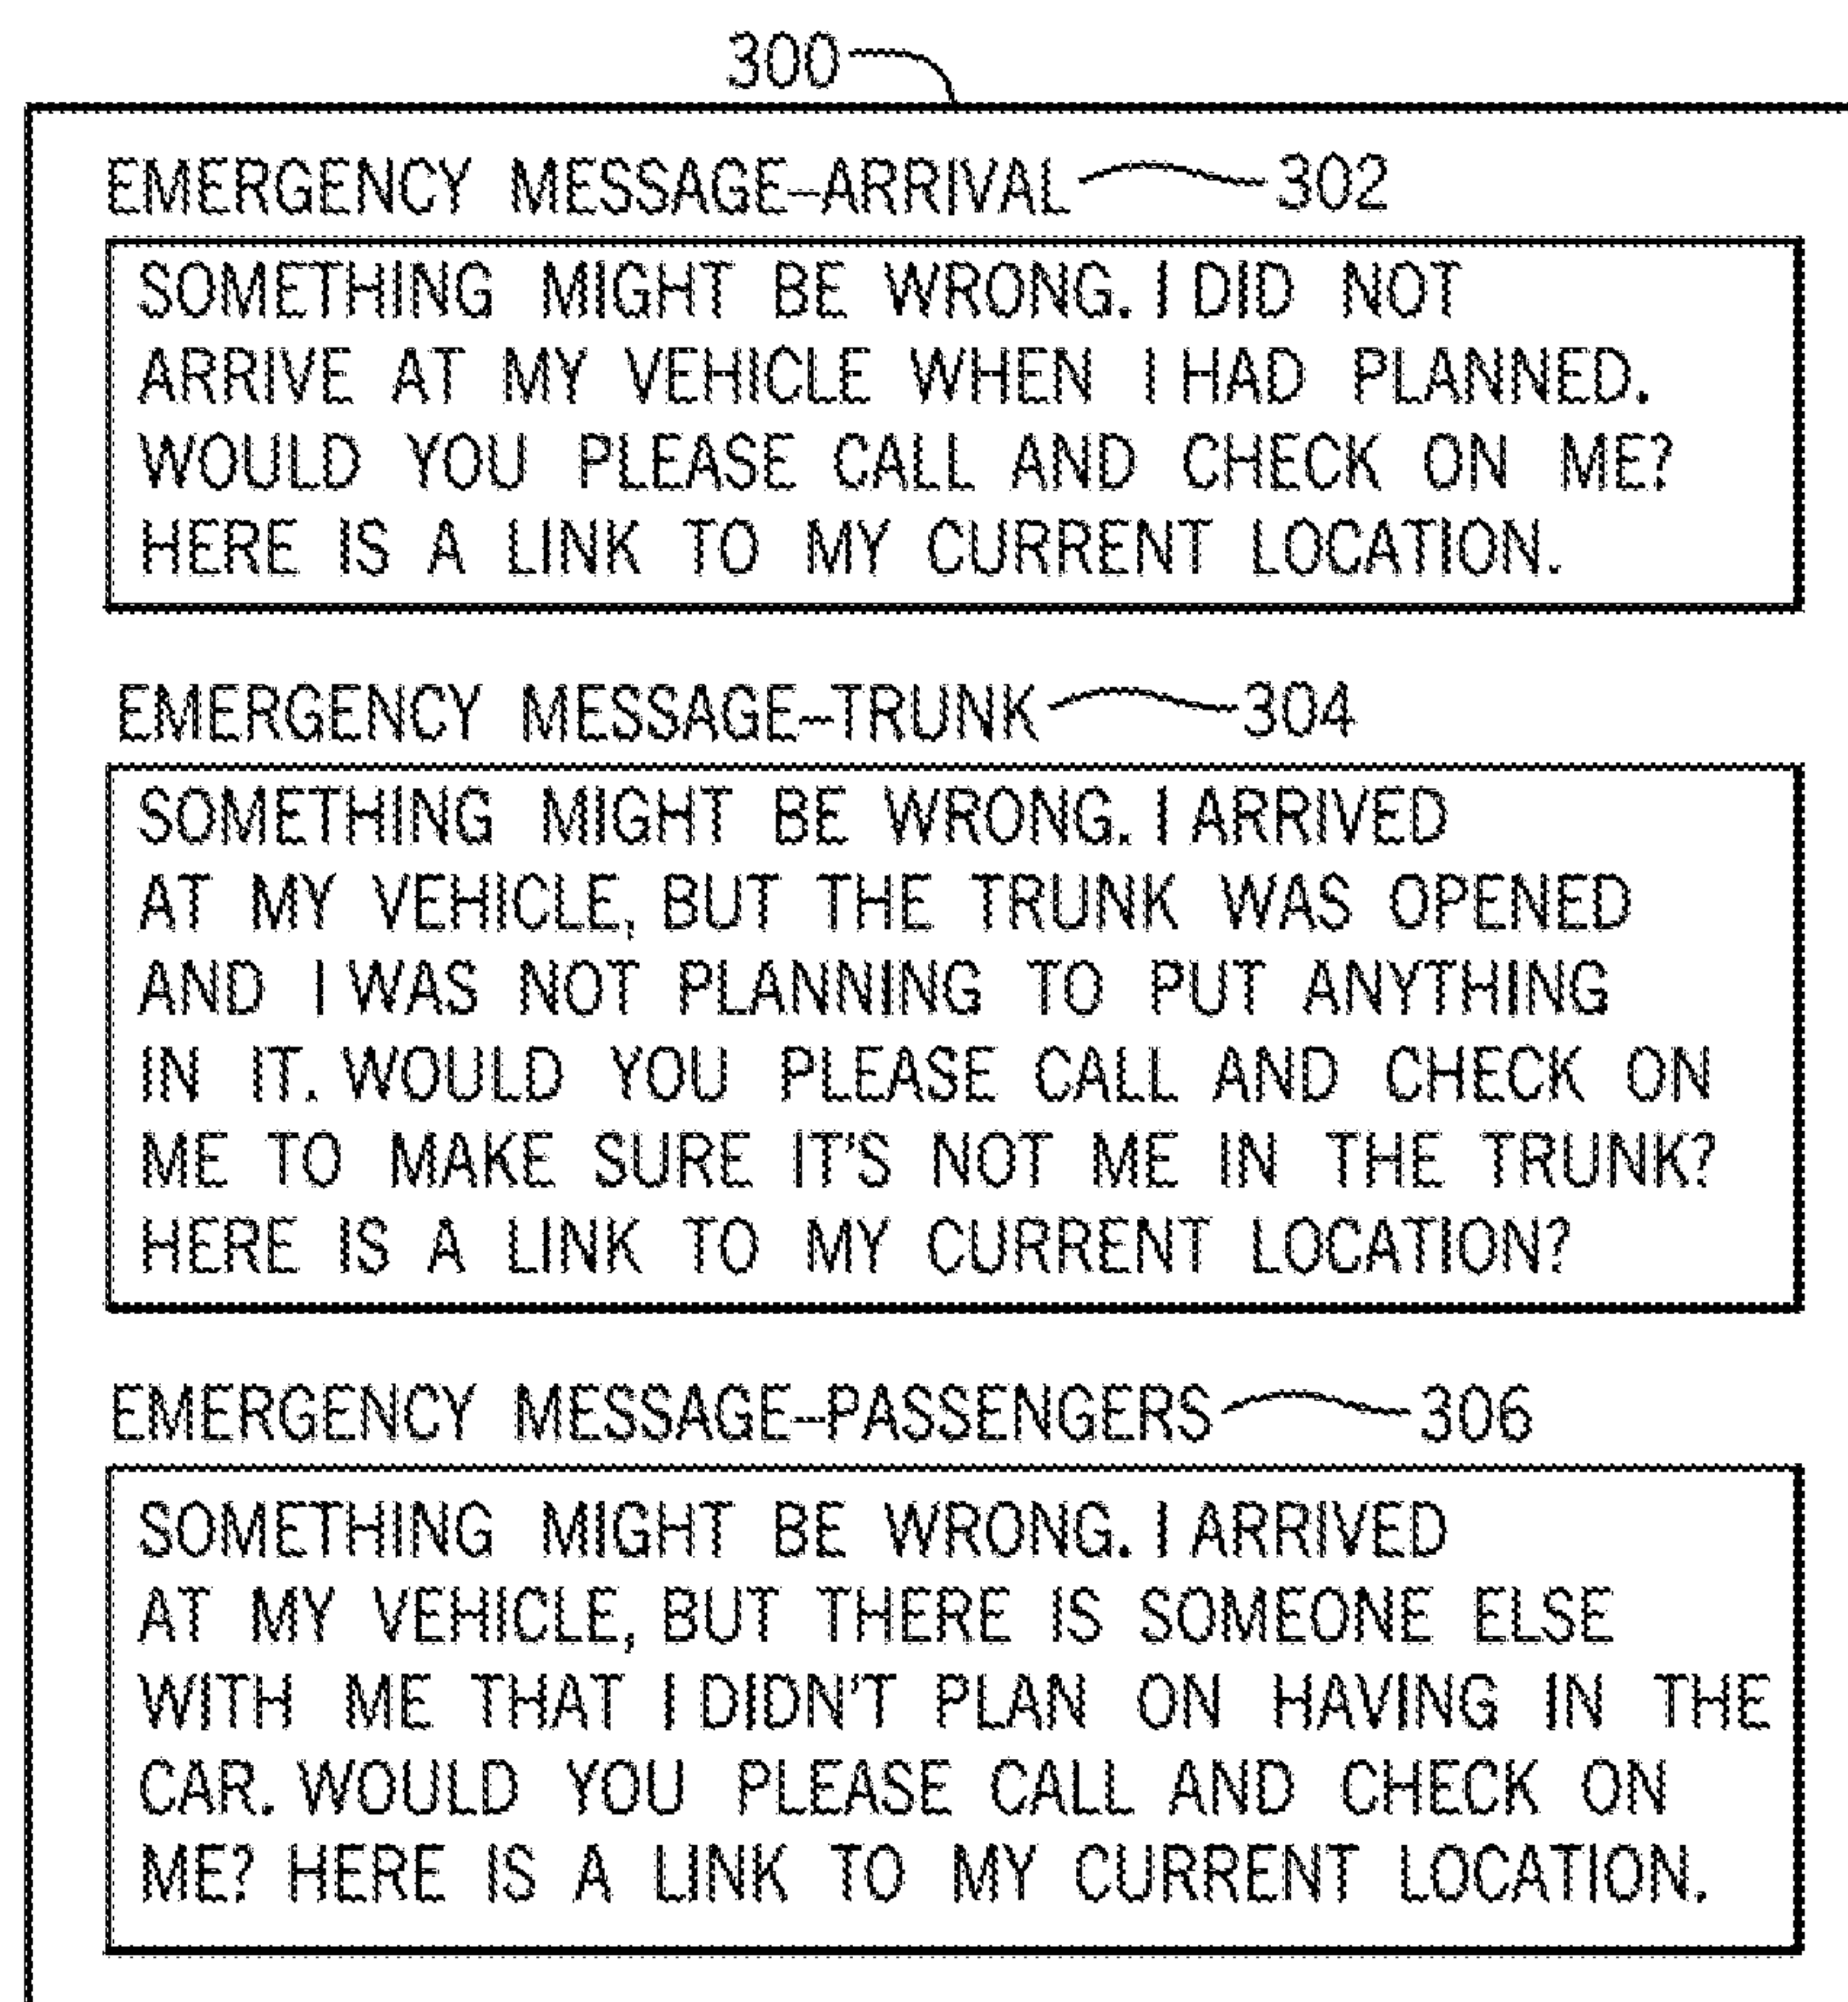 300
EMERGENCY MESSAGE–ARRIVAL 302
SOMETHING MIGHT BE WRONG. I DID NOT
ARRIVE AT MY VEHICLE WHEN I HAD PLANNED.
WOULD YOU PLEASE CALL AND CHECK ON ME?
HERE IS A LINK TO MY CURRENT LOCATION.
EMERGENCY MESSAGE–TRUNK 304
SOMETHING MIGHT BE WRONG. I ARRIVED
AT MY VEHICLE, BUT THE TRUNK WAS OPENED
AND I WAS NOT PLANNING TO PUT ANYTHING
IN IT. WOULD YOU PLEASE CALL AND CHECK ON
ME TO MAKE SURE IT'S NOT ME IN THE TRUNK?
HERE IS A LINK TO MY CURRENT LOCATION?
EMERGENCY MESSAGE–PASSENGERS 306
SOMETHING MIGHT BE WRONG. I ARRIVED
AT MY VEHICLE, BUT THERE IS SOMEONE ELSE
WITH ME THAT I DIDN'T PLAN ON HAVING IN THE
CAR. WOULD YOU PLEASE CALL AND CHECK ON
ME? HERE IS A LINK TO MY CURRENT LOCATION.